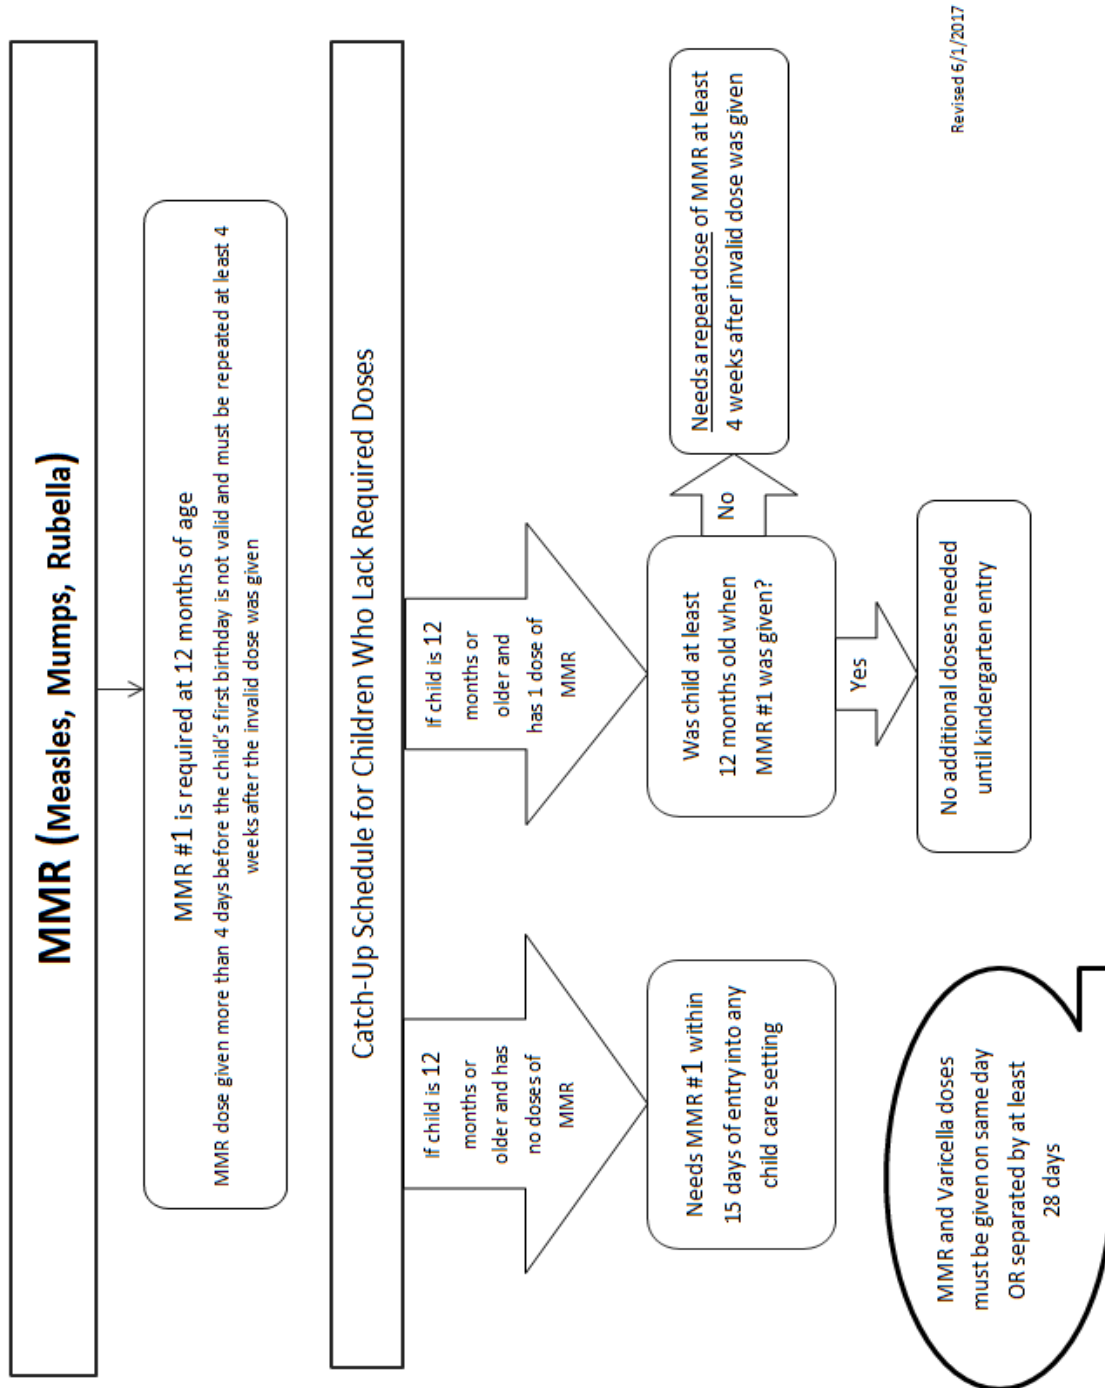 MMR (Measles, Mumps, Rubella)
MMR #1 is required at 12 months of age
MMR dose given more than 4 days before the child's first birthday is not valid and must be repeated at least 4
weeks after the invalid dose was given
Catch-Up Schedule for Children Who Lack Required Doses
If child is 12
months or
older and has
no doses of
MMR
If child is 12
months or
older and
has 1 dose of
MMR
Needs MMR #1 within
15 days of entry into any
child care setting
Was child at least
12 months old when
MMR #1 was given?
No
Needs a repeat dose of MMR at least
4 weeks after invalid dose was given
Yes
No additional doses needed
until kindergarten entry
MMR and Varicella doses
must be given on same day
OR separated by at least
28 days
Revised 6/1/2017